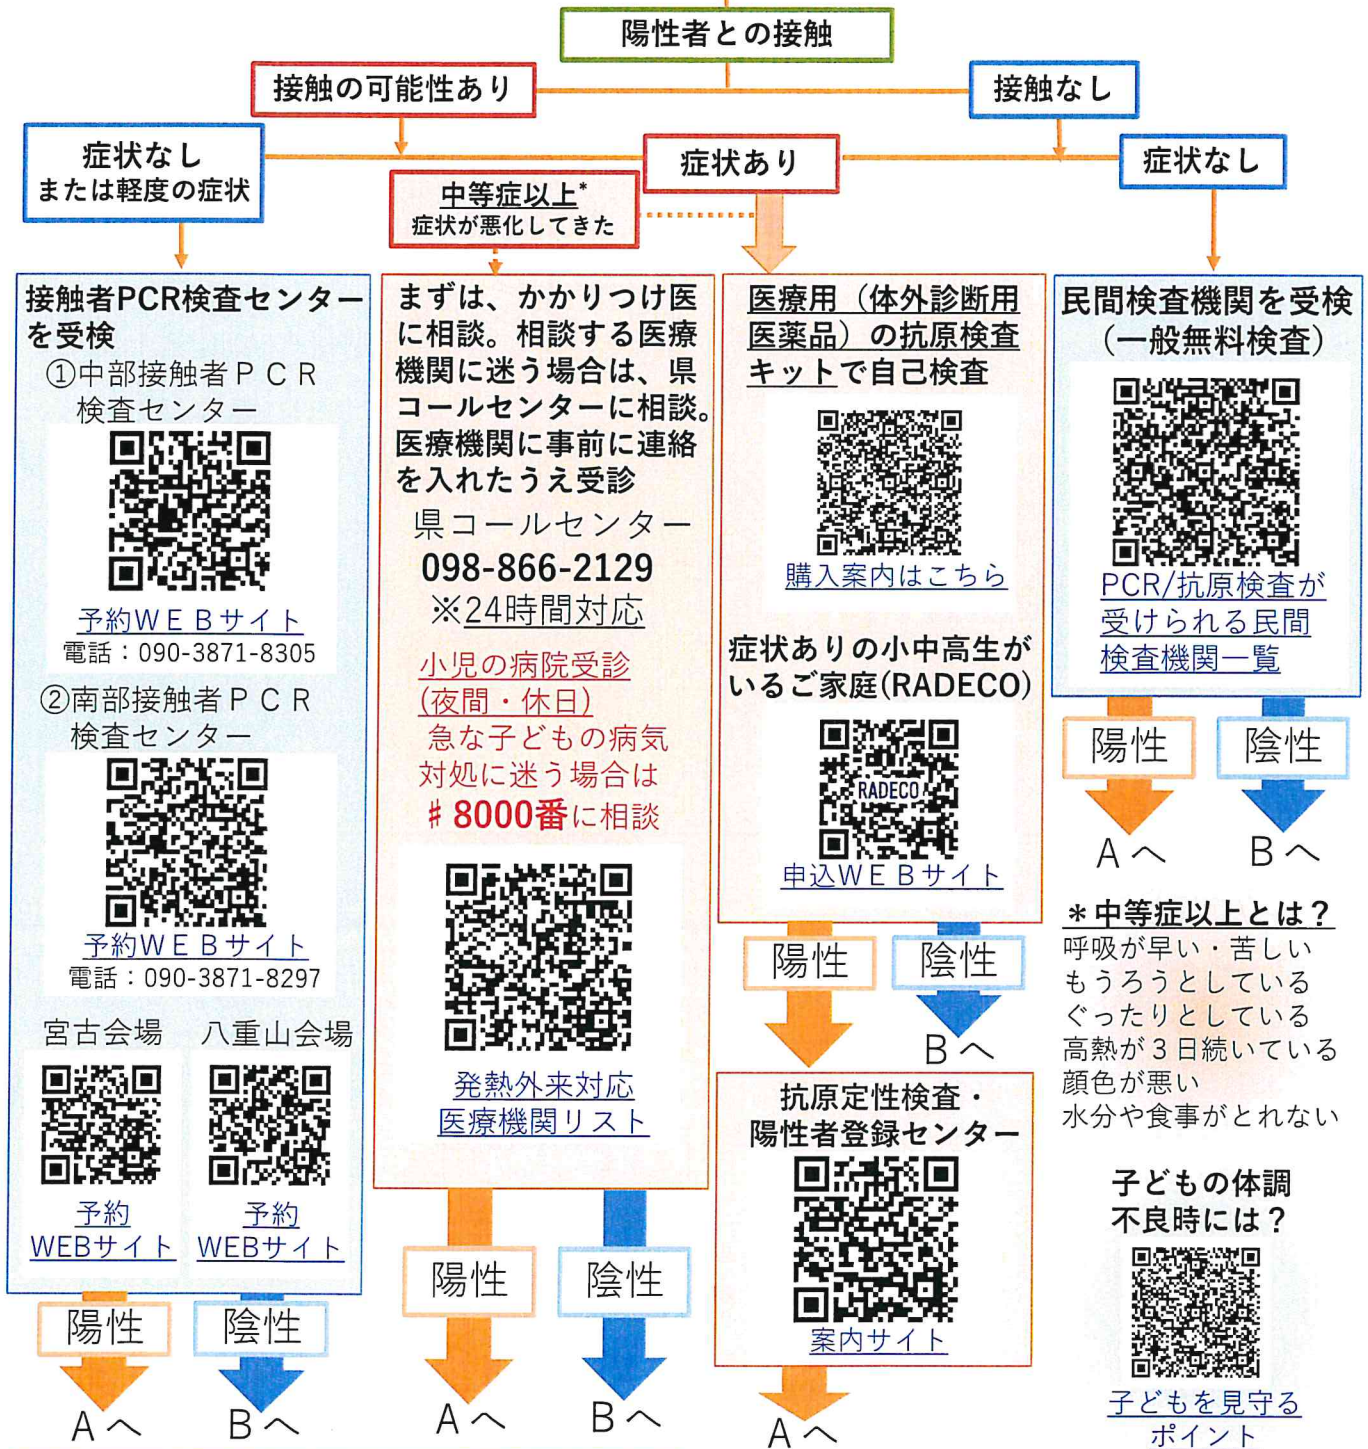 陽性者との接触
接触の可能性あり
接触なし
症状なし
または軽度の症状
症状あり
症状なし
中等症以上*
症状が悪化してきた
接触者PCR検査センター
を受検
①中部接触者ＰＣＲ
検査センター
予約ＷＥＢサイト
電話：090-3871-8305
②南部接触者ＰＣＲ
検査センター
予約ＷＥＢサイト
電話：090-3871-8297
宮古会場
八重山会場
予約
WEBサイト
予約
WEBサイト
陽性
陰性
Aへ
Bへ
まずは、かかりつけ医
に相談。相談する医療
機関に迷う場合は、県
コールセンターに相談。
医療機関に事前に連絡
を入れたうえ受診
県コールセンター
098-866-2129
※24時間対応
小児の病院受診
(夜間・休日)
急な子どもの病気
対処に迷う場合は
♯8000番に相談
発熱外来対応
医療機関リスト
陽性
陰性
Aへ
Bへ
医療用（体外診断用
医薬品）の抗原検査
キットで自己検査
購入案内はこちら
症状ありの小中高生が
いるご家庭(RADECO)
RADECO
申込ＷＥＢサイト
陽性
陰性
Bへ
抗原定性検査・
陽性者登録センター
案内サイト
Aへ
民間検査機関を受検
（一般無料検査）
PCR/抗原検査が
受けられる民間
検査機関一覧
陽性
陰性
Aへ
Bへ
＊中等症以上とは？
呼吸が早い・苦しい
もうろうとしている
ぐったりとしている
高熱が３日続いている
顔色が悪い
水分や食事がとれない
子どもの体調
不良時には？
子どもを見守る
ポイント